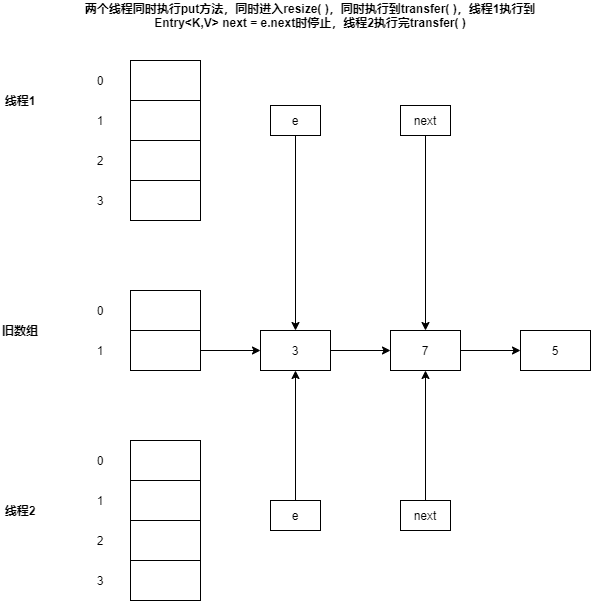 两个线程同时执行put方法，同时进入resize( )，同时执行到transfer( )，线程1执行到
Entry<K,V> next = e.next时停止，线程2执行完transfer( )
线程1
0
1
2
3
e
next
旧数组
0
1
3
7
5
线程2
0
1
2
3
e
next